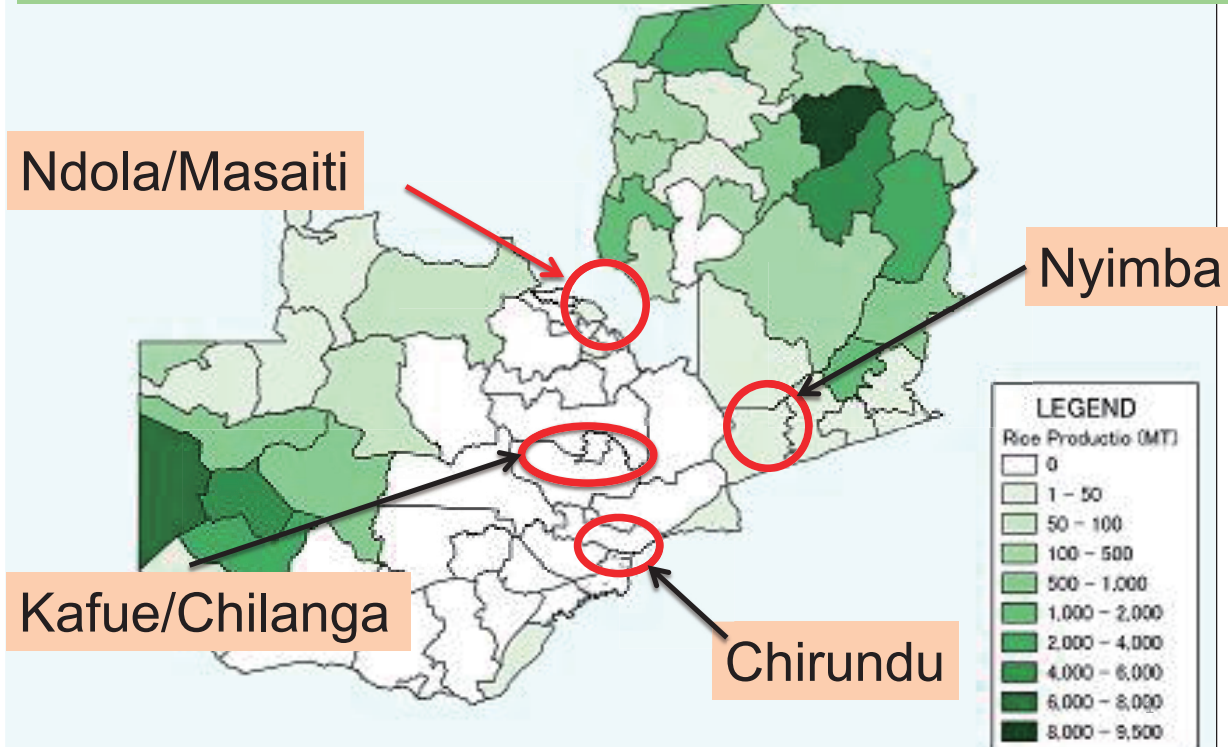 Ndola/Masaiti
Nyimba
Kafue/Chilanga
Chirundu
LEGEND
Rice Productio (MT)
0
1 - 50
50 - 100
100 - 500
500 - 1,000
1,000 - 2,000
2,000 - 4,000
4,000 - 6,000
6,000 - 8,000
8,000 - 9,500